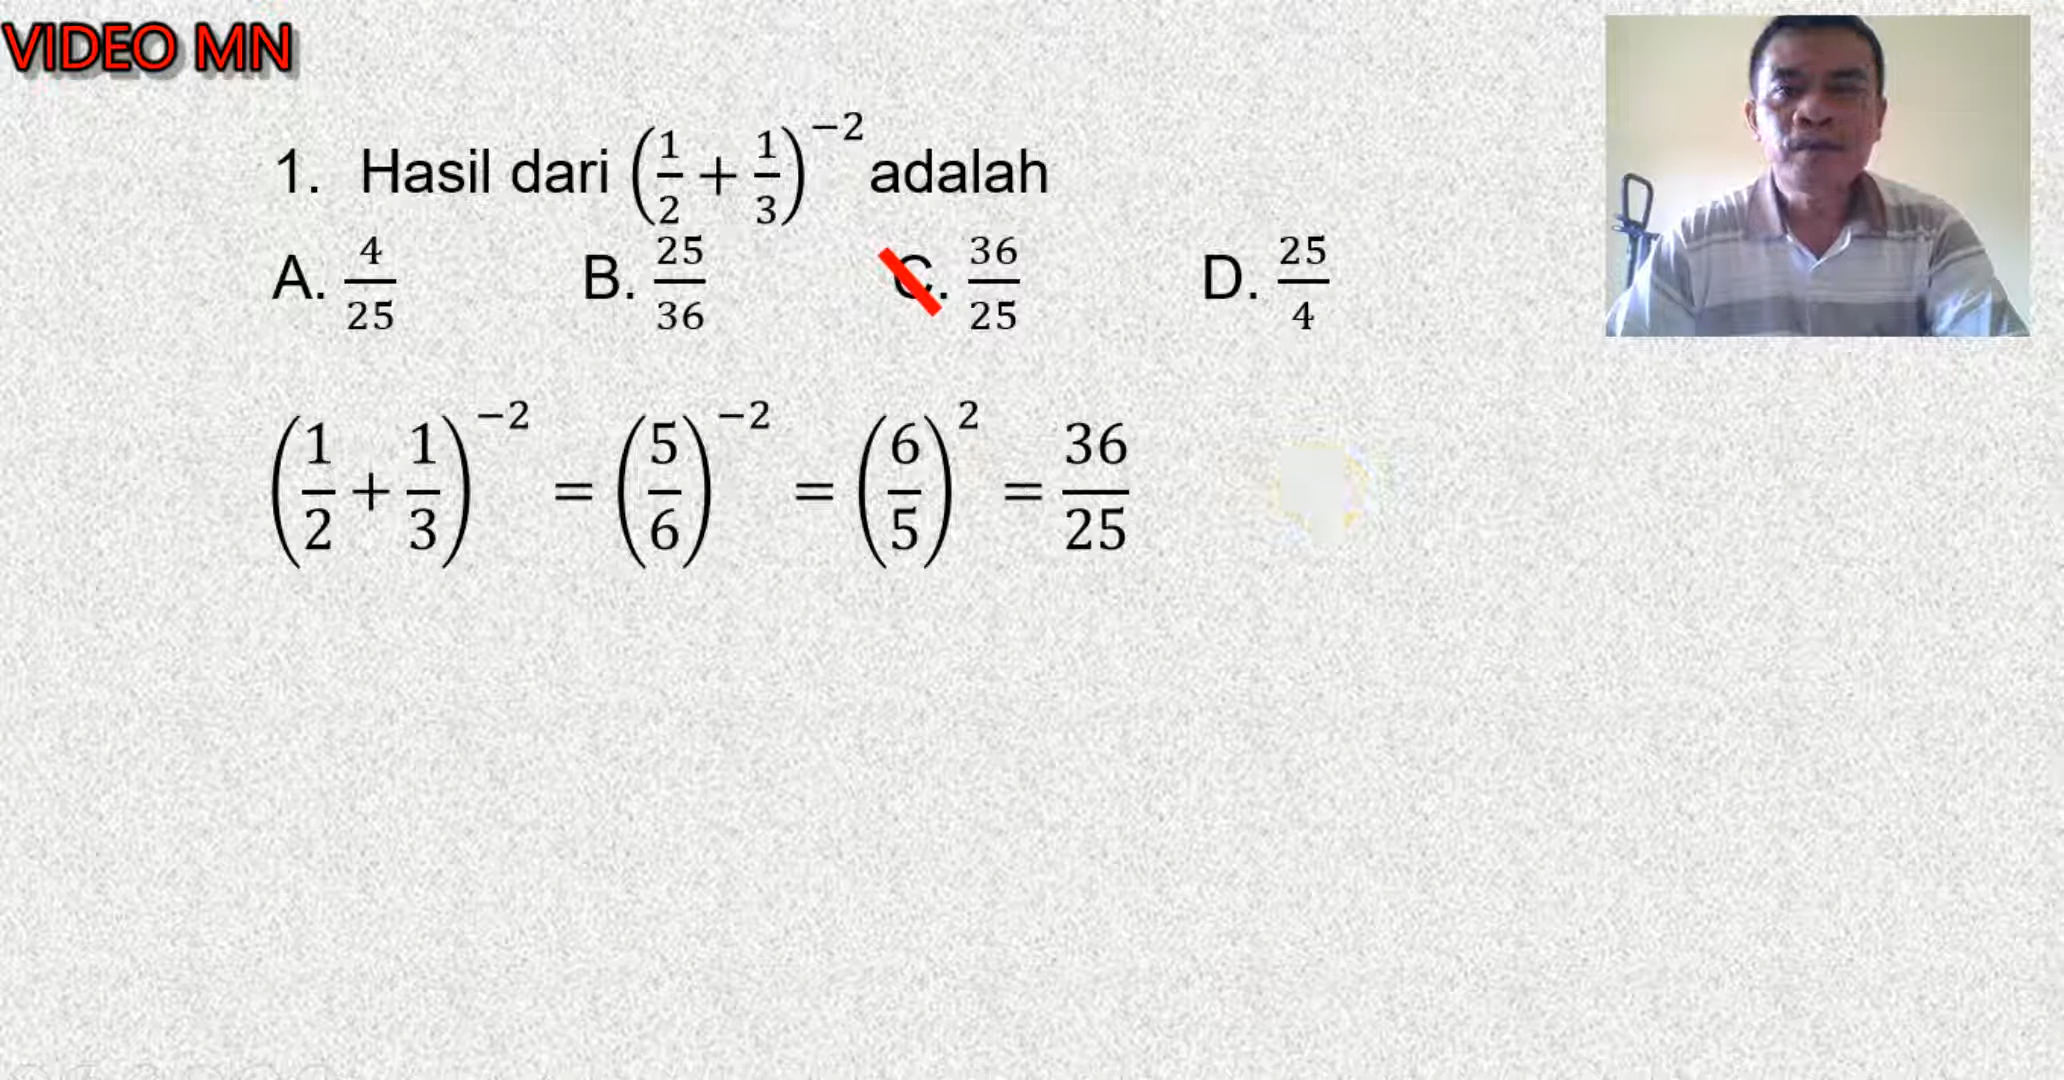 VIDEO MN
1. Hasil dari (1/2 + 1/3)⁻² adalah
A. 4/25 B. 25/36 C. 36/25 D. 25/4
(1/2 + 1/3)⁻² = (5/6)⁻² = (6/5)² = 36/25